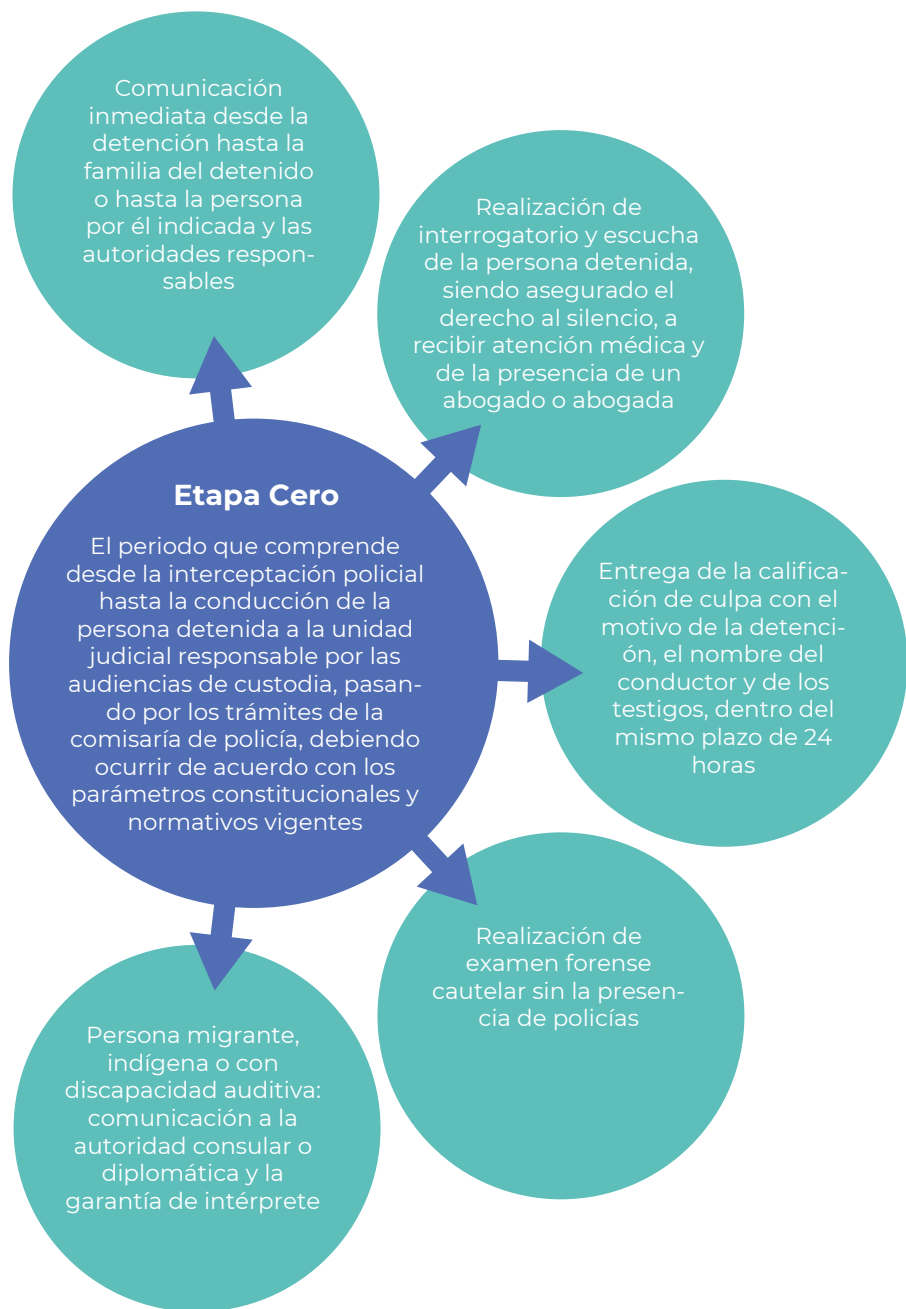 Comunicación
inmediata desde la
detención hasta la
familia del detenido
o hasta la persona
por él indicada y las
autoridades respon-
sables
Realización de
interrogatorio y escucha
de la persona detenida,
siendo asegurado el
derecho al silencio, a
recibir atención médica y
de la presencia de un
abogado o abogada
Etapa Cero
El periodo que comprende
desde la interceptación policial
hasta la conducción de la
persona detenida a la unidad
judicial responsable por las
audiencias de custodia, pasan-
do por los trámites de la
comisaría de policía, debiendo
ocurrir de acuerdo con los
parámetros constitucionales y
normativos vigentes
Entrega de la califica-
ción de culpa con el
motivo de la detenci-
ón, el nombre del
conductor y de los
testigos, dentro del
mismo plazo de 24
horas
Realización de
examen forense
cautelar sin la presen-
cia de policías
Persona migrante,
indígena o con
discapacidad auditiva:
comunicación a la
autoridad consular o
diplomática y la
garantía de intérprete